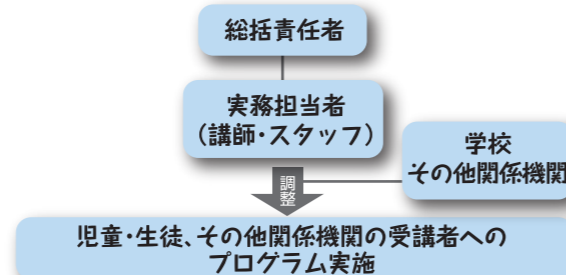 総括責任者
実務担当者
(講師・スタッフ)
学校
その他関係機関
調整
児童・生徒、その他関係機関の受講者への
プログラム実施